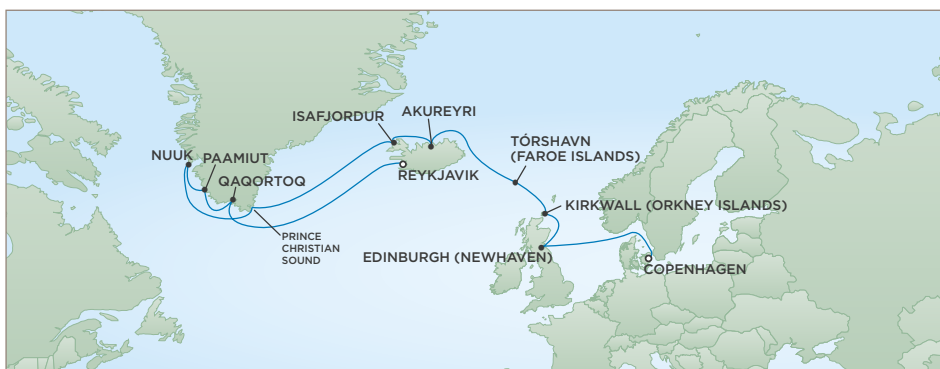 ISAFJORDUR
AKUREYRI
TÓRSHAVN
(FAROE ISLANDS)
NUUK
PAAMIUT
REYKJAVIK
QAQORTOQ
KIRKWALL (ORKNEY ISLANDS)
PRINCE
CHRISTIAN
SOUND
EDINBURGH (NEWHAVEN)
COPENHAGEN